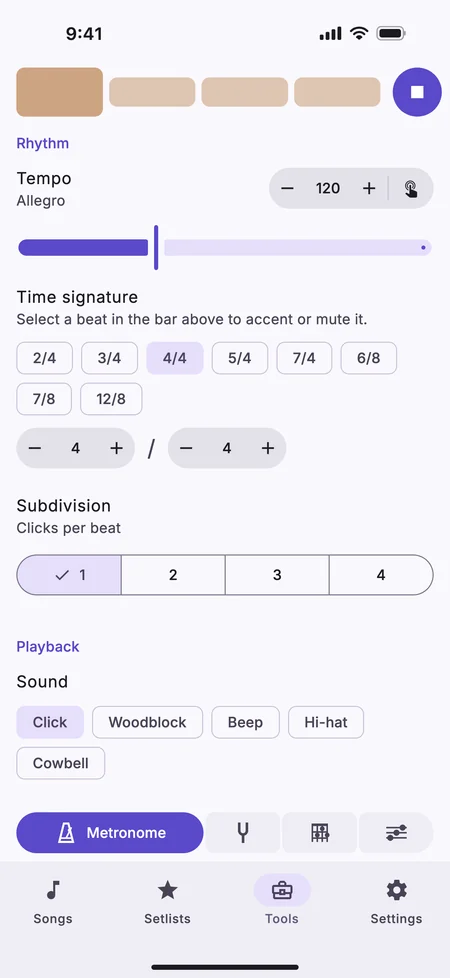 9:41
Rhythm
Tempo
Allegro
− 120 +
Time signature
Select a beat in the bar above to accent or mute it.
2/4 3/4 4/4 5/4 7/4 6/8
7/8 12/8
− 4 + / − 4 +
Subdivision
Clicks per beat
1 2 3 4
Playback
Sound
Click Woodblock Beep Hi-hat
Cowbell
Metronome
Songs Setlists Tools Settings